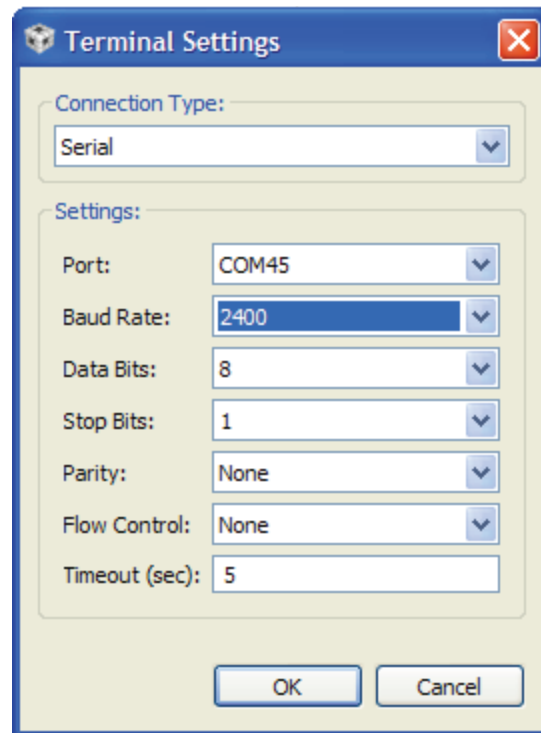 Terminal Settings
Connection Type:
Serial
Settings:
Port: COM45
Baud Rate: 2400
Data Bits: 8
Stop Bits: 1
Parity: None
Flow Control: None
Timeout (sec): 5
OK Cancel